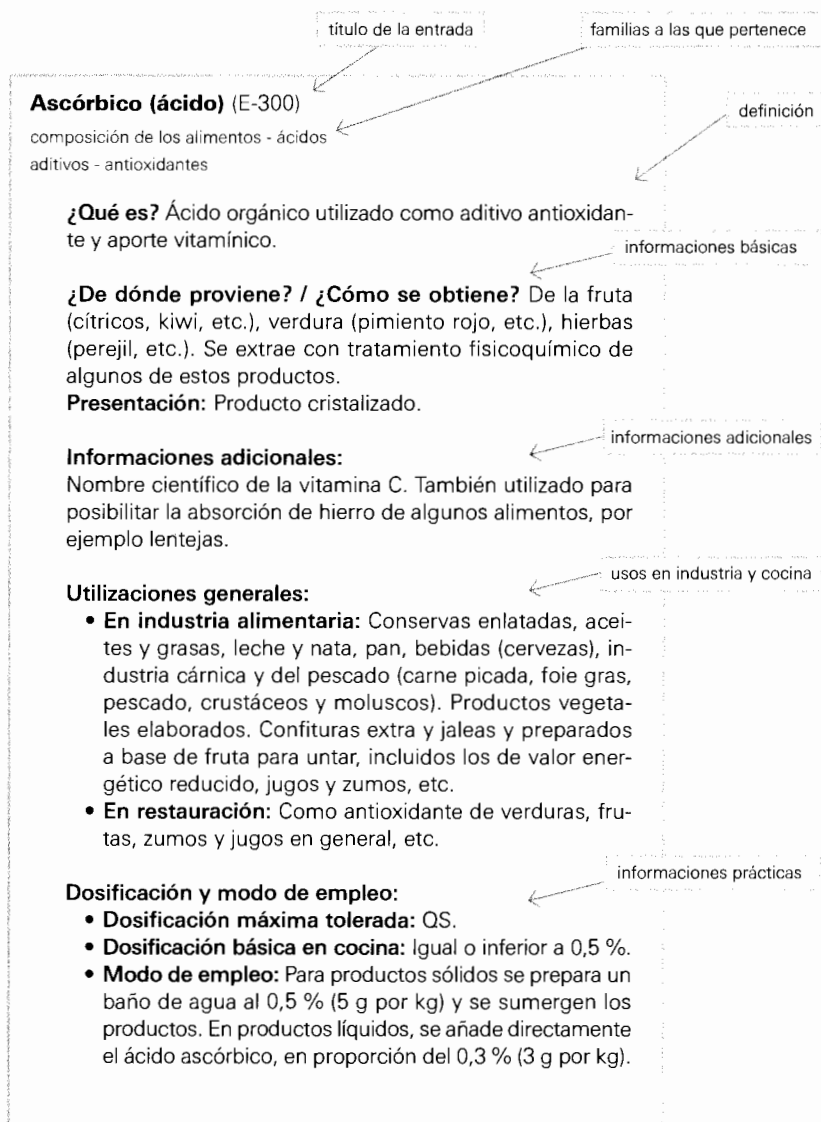 título de la entrada
familias a las que pertenece
Ascórbico (ácido) (E-300)
definición
composición de los alimentos - ácidos
aditivos - antioxidantes
¿Qué es? Ácido orgánico utilizado como aditivo antioxidan-
te y aporte vitamínico.
informaciones básicas
¿De dónde proviene? / ¿Cómo se obtiene? De la fruta
(cítricos, kiwi, etc.), verdura (pimiento rojo, etc.), hierbas
(perejil, etc.). Se extrae con tratamiento fisicoquímico de
algunos de estos productos.
Presentación: Producto cristalizado.
informaciones adicionales
Informaciones adicionales:
Nombre científico de la vitamina C. También utilizado para
posibilitar la absorción de hierro de algunos alimentos, por
ejemplo lentejas.
usos en industria y cocina
Utilizaciones generales:
• En industria alimentaria: Conservas enlatadas, acei-
tes y grasas, leche y nata, pan, bebidas (cervezas), in-
dustria cárnica y del pescado (carne picada, foie gras,
pescado, crustáceos y moluscos). Productos vegeta-
les elaborados. Confituras extra y jaleas y preparados
a base de fruta para untar, incluidos los de valor ener-
gético reducido, jugos y zumos, etc.
• En restauración: Como antioxidante de verduras, fru-
tas, zumos y jugos en general, etc.
informaciones prácticas
Dosificación y modo de empleo:
• Dosificación máxima tolerada: QS.
• Dosificación básica en cocina: Igual o inferior a 0,5 %.
• Modo de empleo: Para productos sólidos se prepara un
baño de agua al 0,5 % (5 g por kg) y se sumergen los
productos. En productos líquidos, se añade directamente
el ácido ascórbico, en proporción del 0,3 % (3 g por kg).